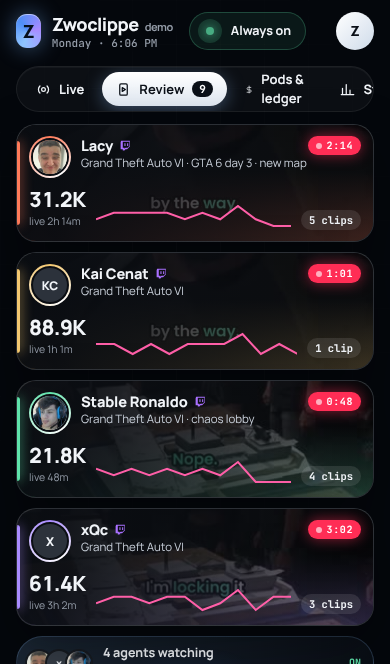 Z
Zwoclippe demo
Monday · 6:06 PM
Always on
Z
Live
Review 9
$ Pods & ledger
Lacy
2:14
Grand Theft Auto VI · GTA 6 day 3 · new map
31.2K
by the way
live 2h 14m
5 clips
KC
Kai Cenat
1:01
Grand Theft Auto VI
88.9K
by the way
live 1h 1m
1 clip
Stable Ronaldo
0:48
Grand Theft Auto VI · chaos lobby
21.8K
Nope.
live 48m
4 clips
X
xQc
3:02
Grand Theft Auto VI
61.4K
I'm locking it
live 3h 2m
3 clips
4 agents watching
ON